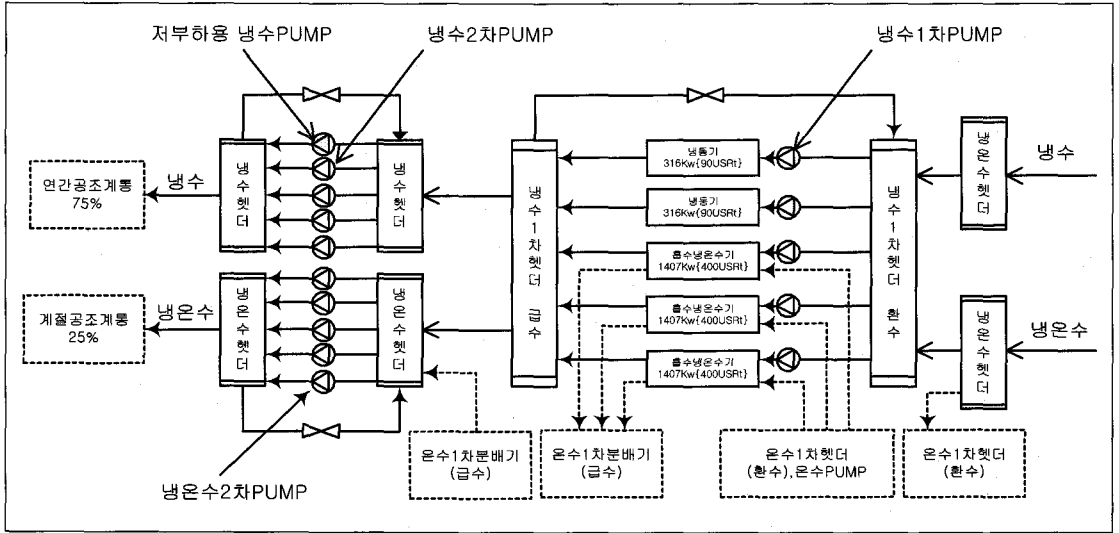 저부하용 냉수PUMP
냉수2차PUMP
냉수1차PUMP
연간공조계통
75%
냉수
냉수헷더
냉수헷더
냉수1차헷더 급수
냉동기
316Kw{90USRt}
냉동기
316Kw{90USRt}
흡수냉온수기
1407Kw{400USRt}
흡수냉온수기
1407Kw{400USRt}
흡수냉온수기
1407Kw{400USRt}
냉수1차헷더 환수
냉온수헷더
냉수
계절공조계통
25%
냉온수
냉온수헷더
냉온수헷더
냉온수헷더
냉온수
냉온수2차PUMP
온수1차분배기
(급수)
온수1차분배기
(급수)
온수1차헷더
(환수),온수PUMP
온수1차헷더
(환수)